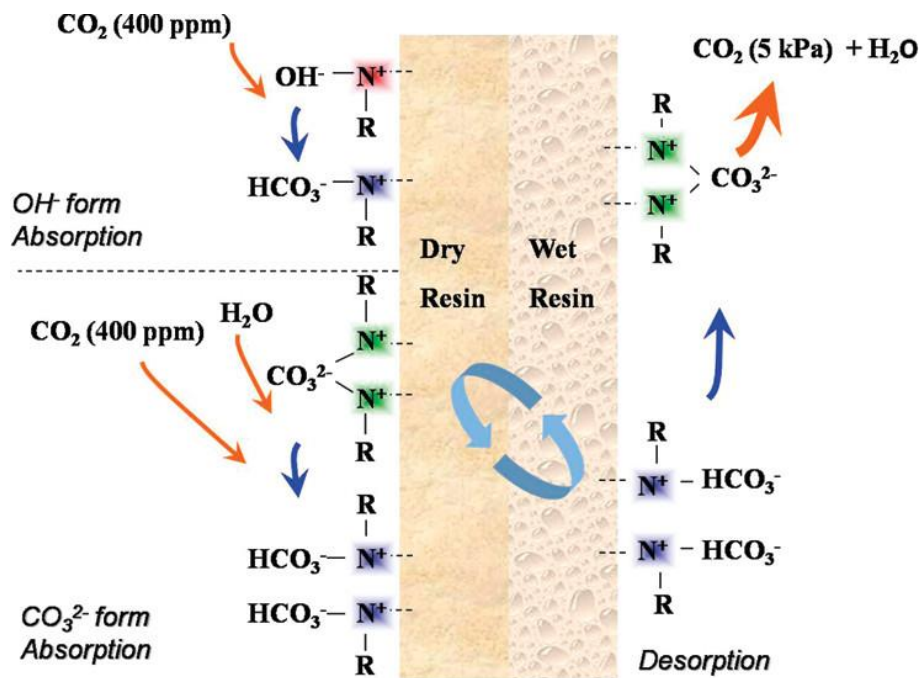 CO₂ (400 ppm)
OH⁻ N⁺
R
HCO₃⁻ N⁺
R
OH⁻ form
Absorption
CO₂ (400 ppm)
H₂O
R
N⁺
CO₃²⁻
N⁺
R
R
HCO₃⁻ N⁺
HCO₃⁻ N⁺
R
CO₃²⁻ form
Absorption
Dry
Resin
Wet
Resin
CO₂ (5 kPa) + H₂O
R
N⁺
CO₃²⁻
N⁺
R
R
N⁺ HCO₃⁻
N⁺ HCO₃⁻
R
Desorption